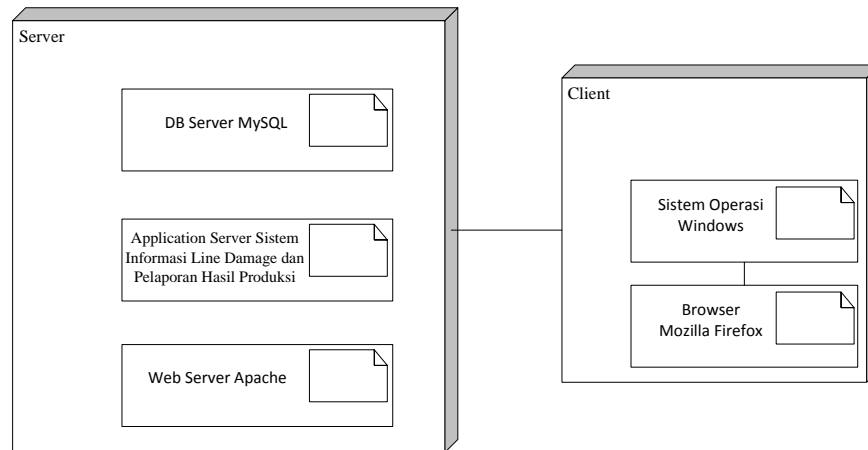 Server
DB Server MySQL
Application Server Sistem
Informasi Line Damage dan
Pelaporan Hasil Produksi
Web Server Apache
Client
Sistem Operasi
Windows
Browser
Mozilla Firefox